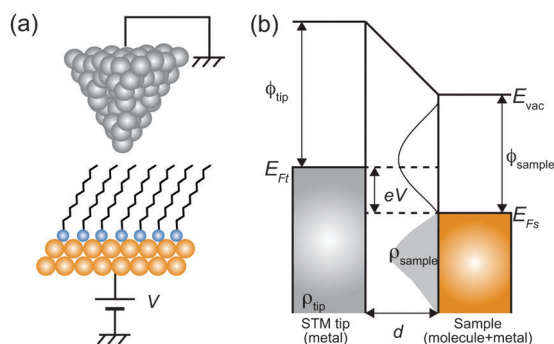 (a)
V
(b)
ϕtip
Evac
ϕsample
EFt
eV
EFs
ρsample
ρtip
d
STM tip
(metal)
Sample
(molecule+metal)